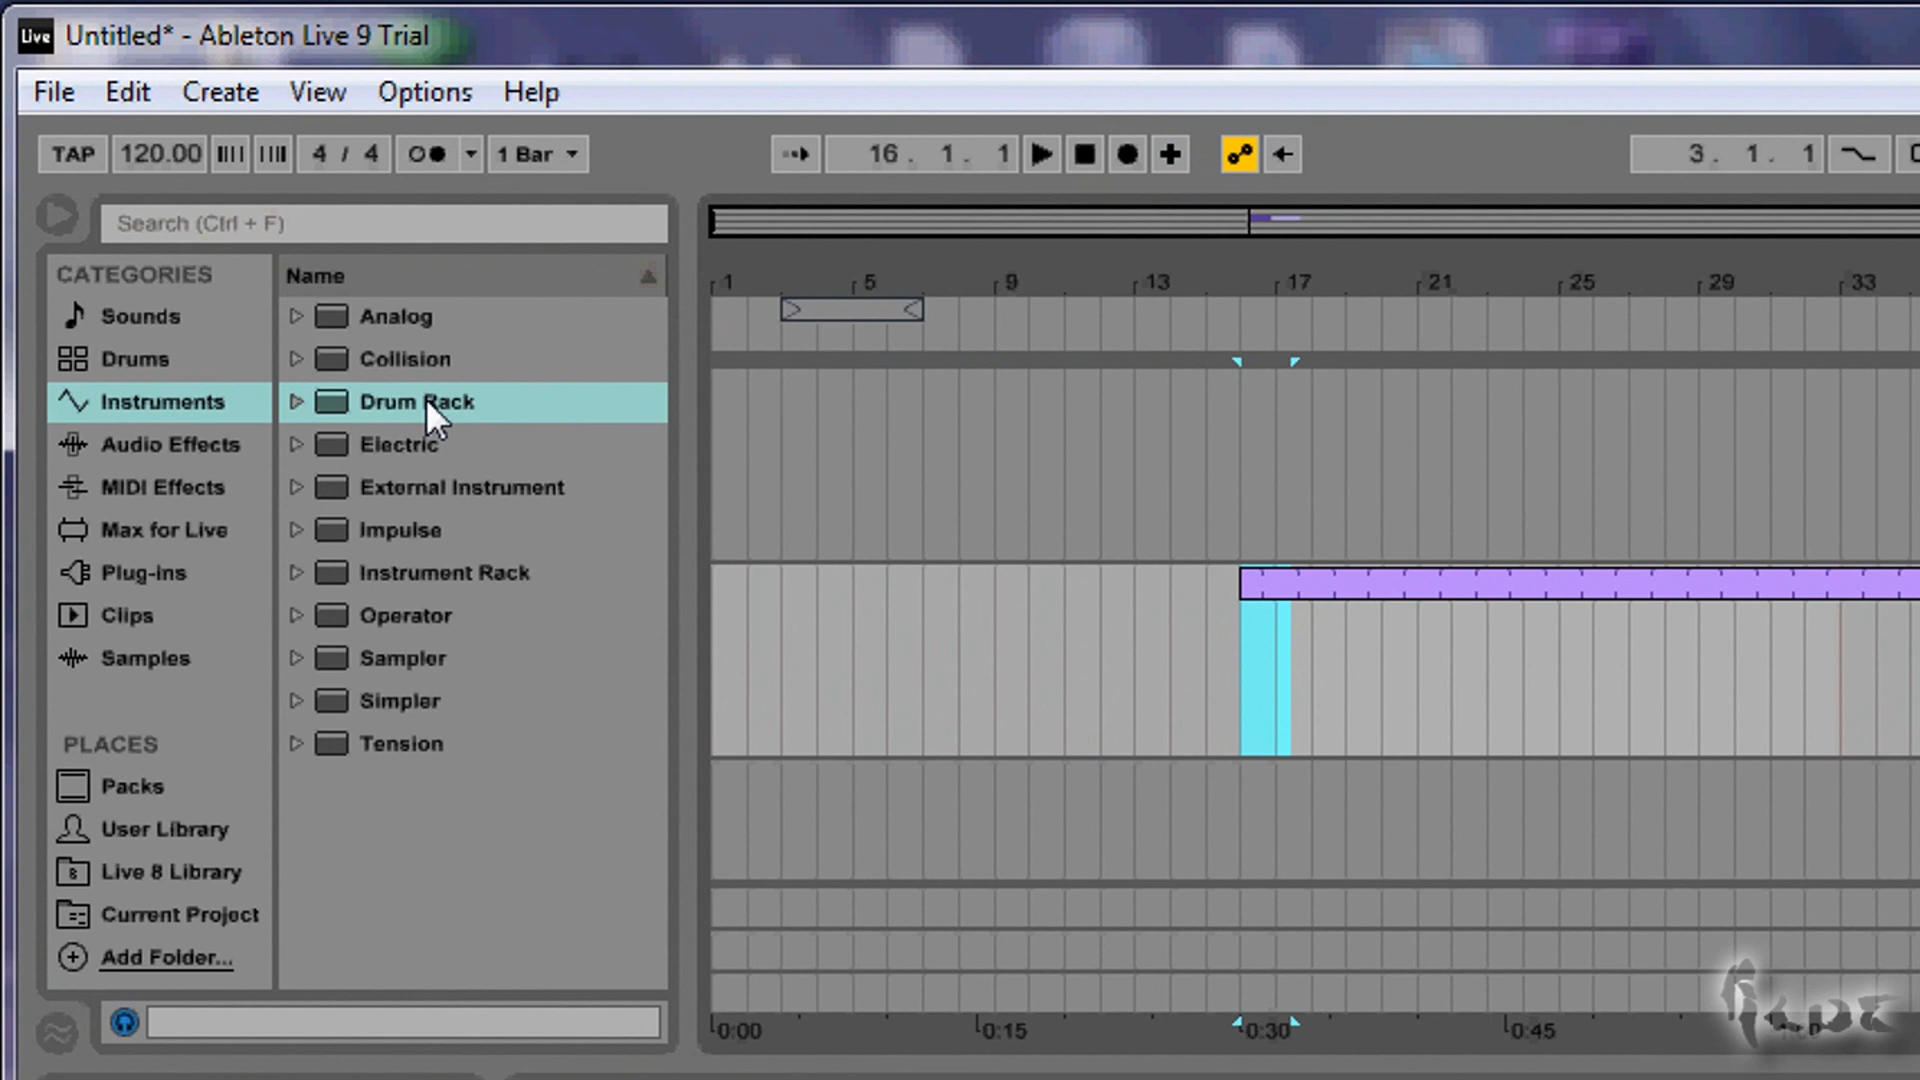 Live Untitled* - Ableton Live 9 Trial
File Edit Create View Options Help
TAP 120.00 4 / 4 1 Bar 16. 1. 1 3. 1. 1
Search (Ctrl + F)
CATEGORIES
Sounds
Drums
Instruments
Audio Effects
MIDI Effects
Max for Live
Plug-ins
Clips
Samples
PLACES
Packs
User Library
8 Live 8 Library
Current Project
Add Folder...
Name
Analog
Collision
Drum Rack
Electric
External Instrument
Impulse
Instrument Rack
Operator
Sampler
Simpler
Tension
1 5 9 13 17 21 25 29 33
0:00 0:15 0:30 0:45